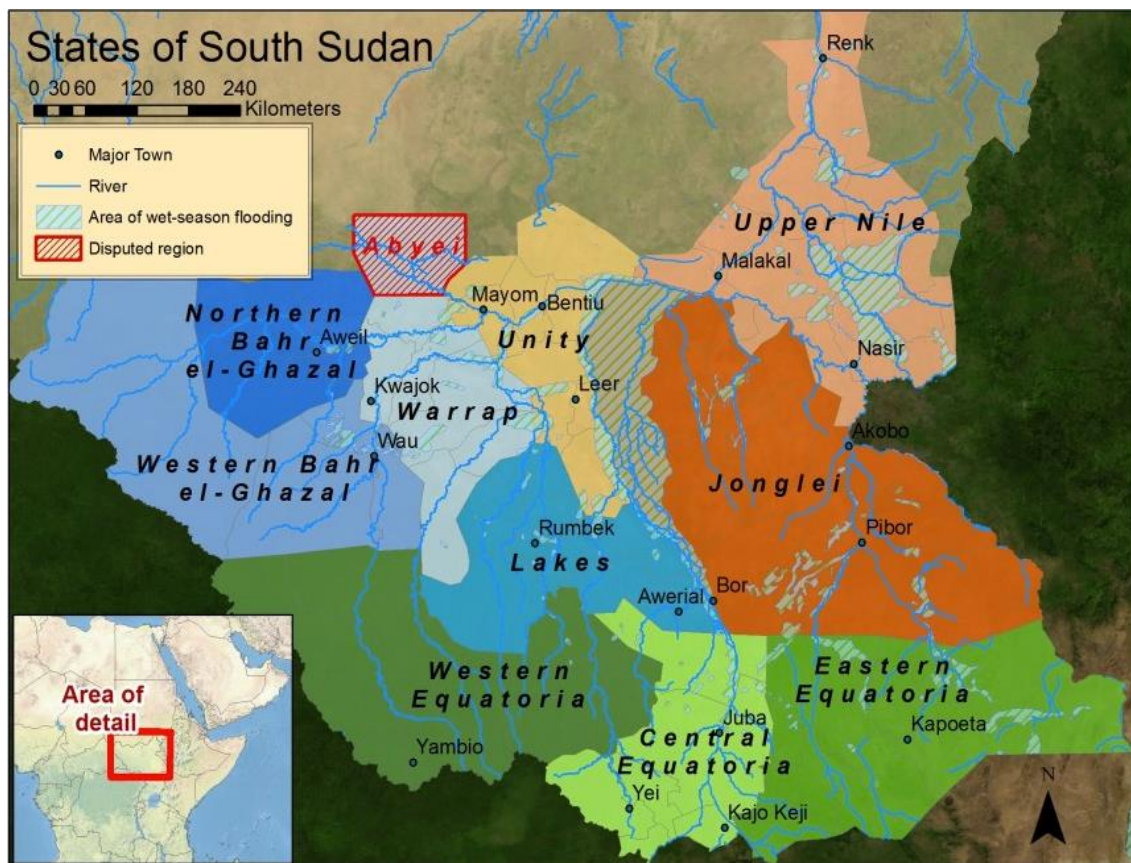 States of South Sudan
0 30 60 120 180 240
Kilometers
Major Town
River
Area of wet-season flooding
Disputed region
Renk
Upper Nile
Abyei
Malakal
Mayom
Bentiu
Northern
Bahr
el-Ghazal
Aweil
Unity
Nasir
Kwajok
Leer
Warrap
Wau
Akobo
Western Bahr
el-Ghazal
Jonglei
Rumbek
Pibor
Lakes
Awerial
Bor
Western
Equatoria
Eastern
Equatoria
Area of
detail
Juba
Kapoeta
Central
Equatoria
Yambio
Yei
Kajo Keji
N